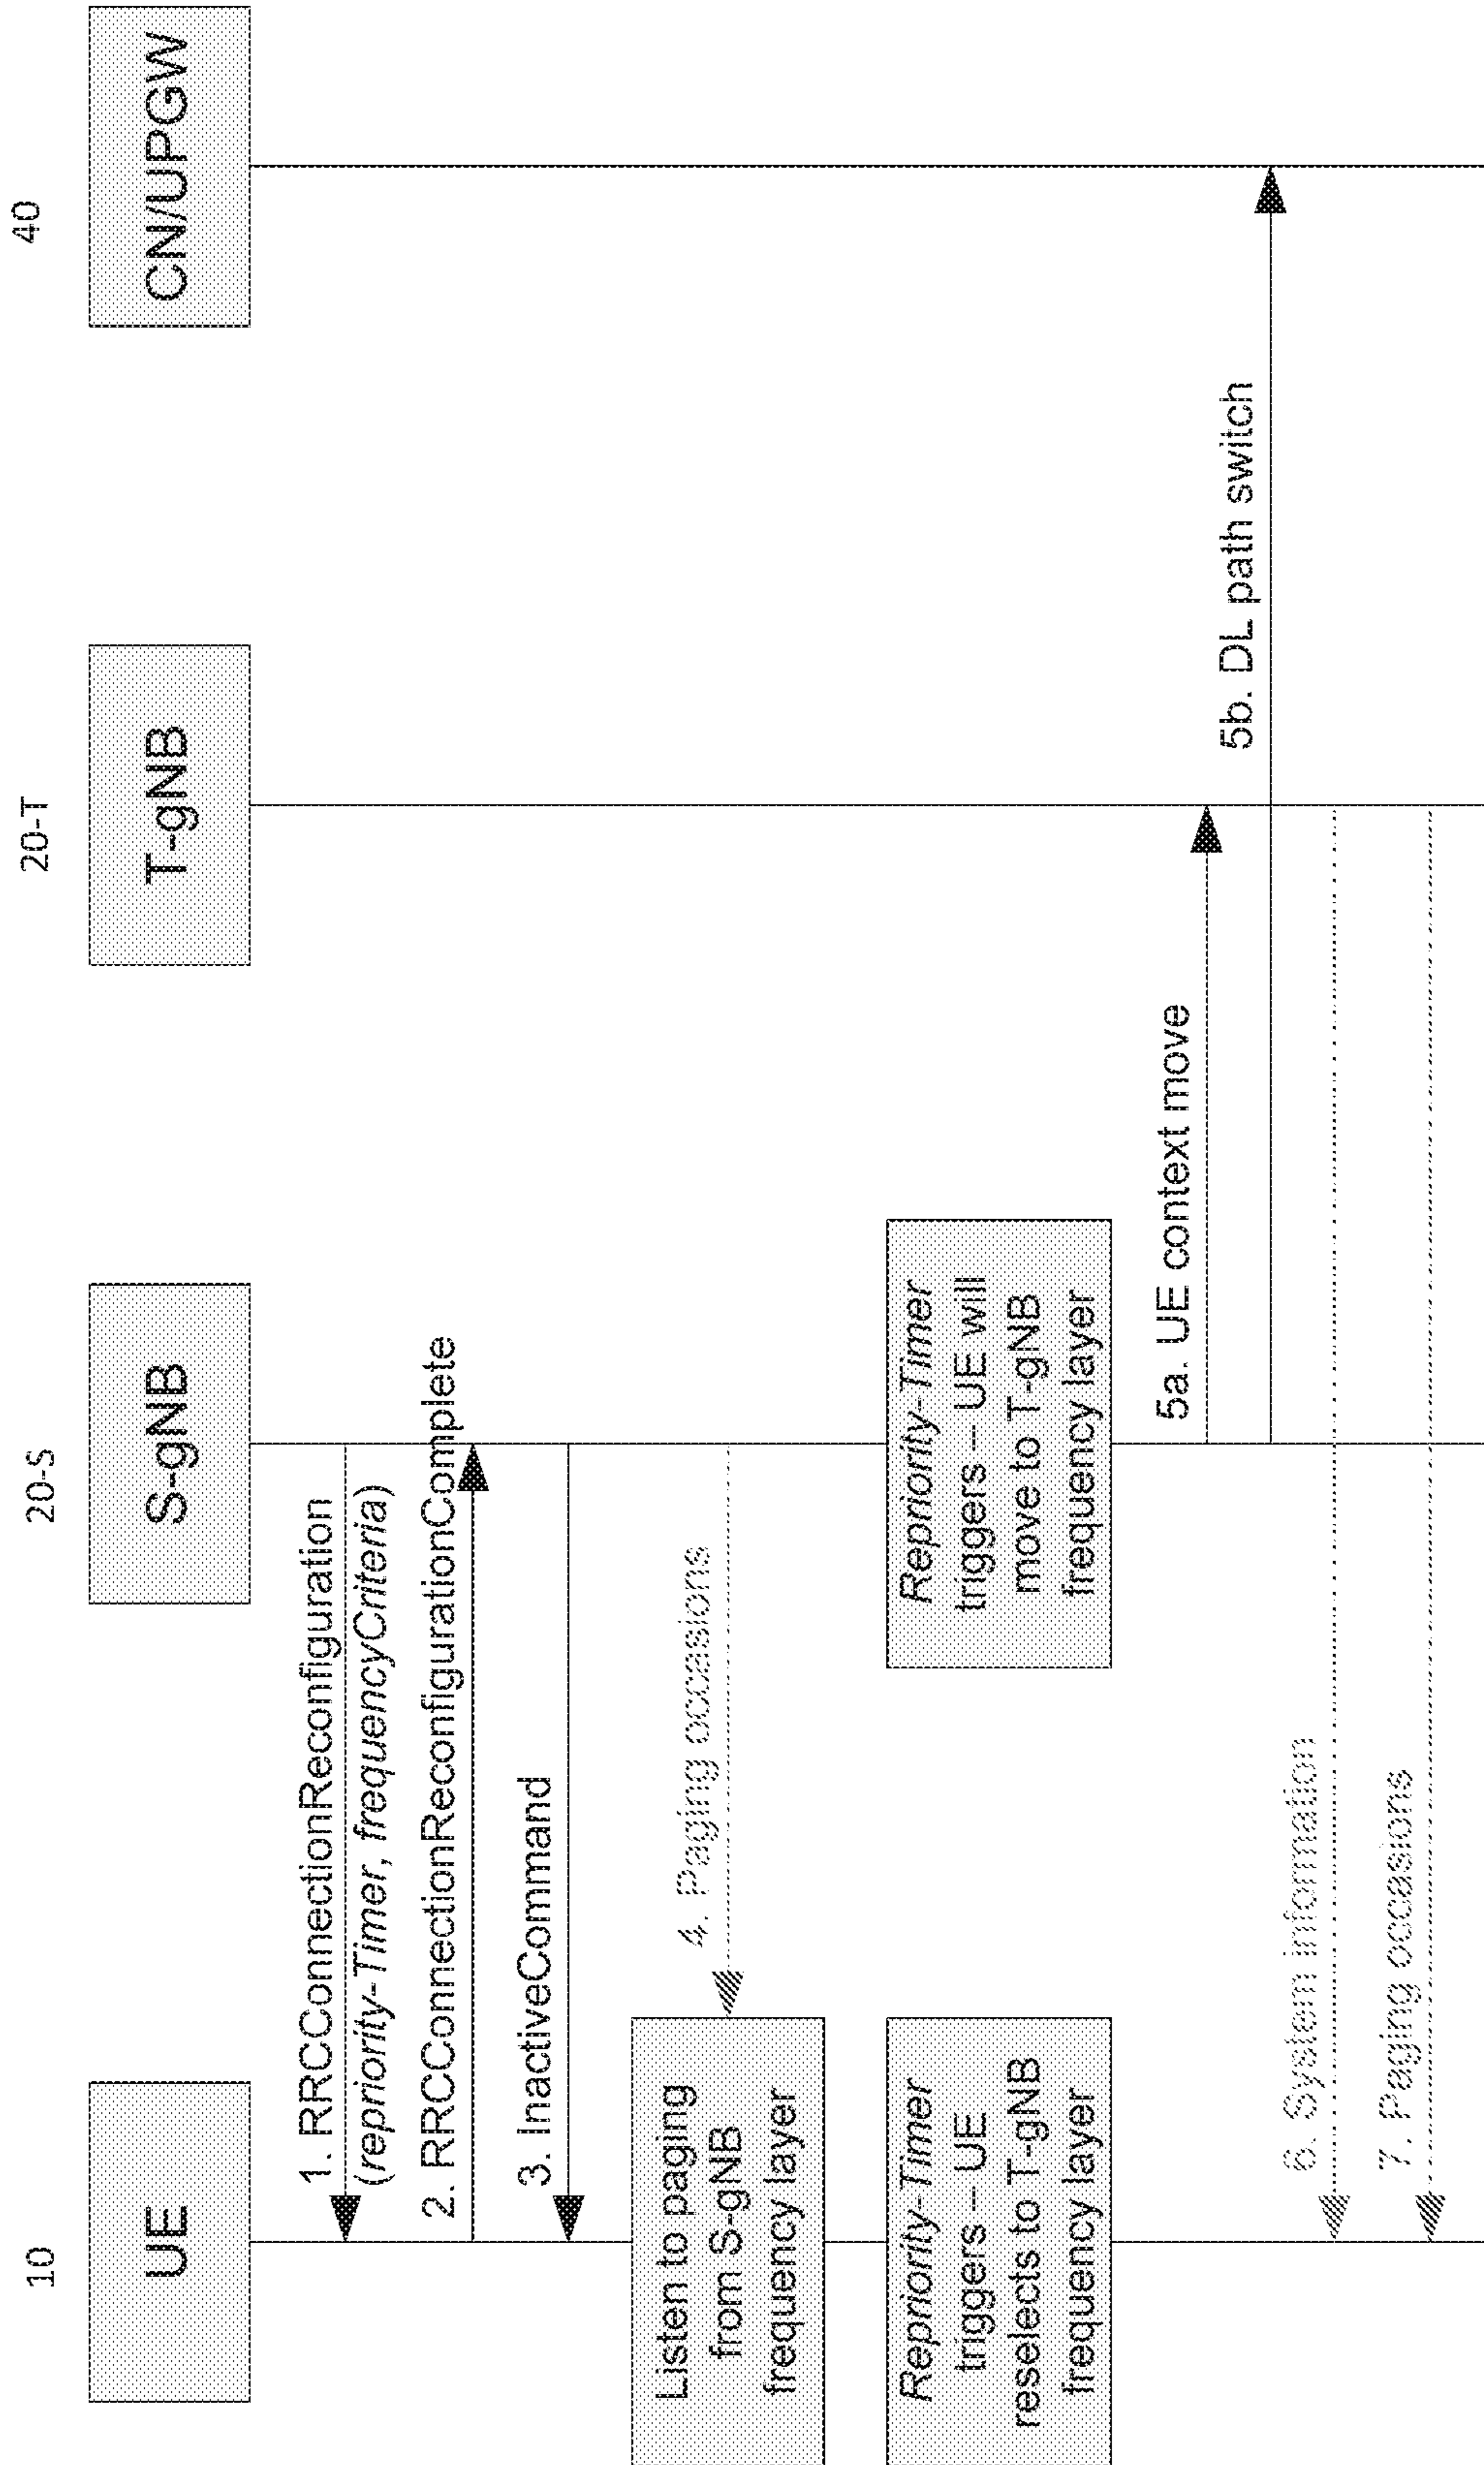 10
20-S
20-T
40
UE
S-gNB
T-gNB
CN/UPGW
1. RRCConnectionReconfiguration
(repriority-Timer, frequencyCriteria)
2. RRCConnectionReconfigurationComplete
3. InactiveCommand
Listen to paging
from S-gNB
frequency layer
4. Paging occasions
Repriority-Timer
triggers – UE
reselects to T-gNB
frequency layer
Repriority-Timer
triggers – UE will
move to T-gNB
frequency layer
5a. UE context move
5b. DL path switch
6. System information
7. Paging occasions